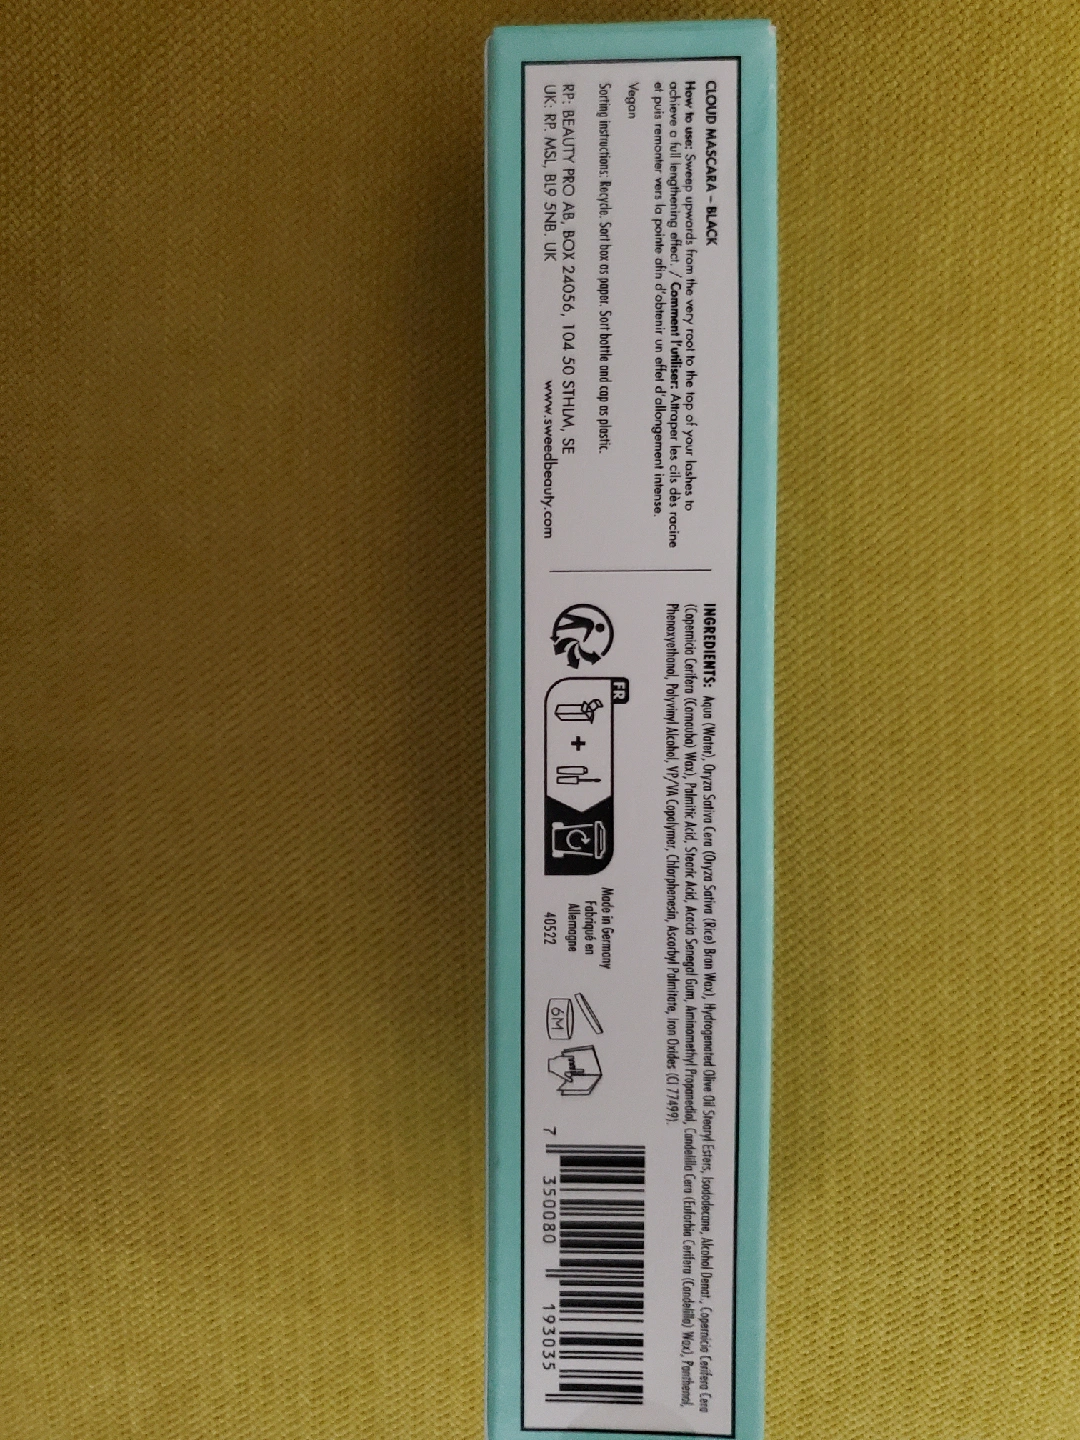 CLOUD MASCARA – BLACK
How to use: Sweep upwards from the very root to the top of your lashes to
achieve a full lengthening effect. / Comment l'utiliser: Attraper les cils dès racine
et puis remonter vers la pointe afin d'obtenir un effet d'allongement intense.
Vegan
Sorting instructions: Recycle. Sort box as paper. Sort bottle and cap as plastic.
RP: BEAUTY PRO AB, BOX 24056, 104 50 STHLM, SE
UK: RP. MSL, BL9 5NB. UK
www.sweedbeauty.com
INGREDIENTS: Aqua (Water), Oryza Sativa Cera (Oryza Sativa (Rice) Bran Wax), Hydrogenated Olive Oil Stearyl Esters, Isododecane, Alcohol Denat., Copernicia Cerifera Cera
(Copernicia Cerifera (Carnauba) Wax), Palmitic Acid, Stearic Acid, Acacia Senegal Gum, Aminomethyl Propanediol, Candelilla Cera (Euforbia Cerifera (Candelilla) Wax), Panthenol,
Phenoxyethanol, Polyvinyl Alcohol, VP/VA Copolymer, Chlorphenesin, Ascorbyl Palmitate, Iron Oxides (CI 77499).
FR
+
Made in Germany
Fabriqué en
Allemagne
40522
6M
7 350080 193035